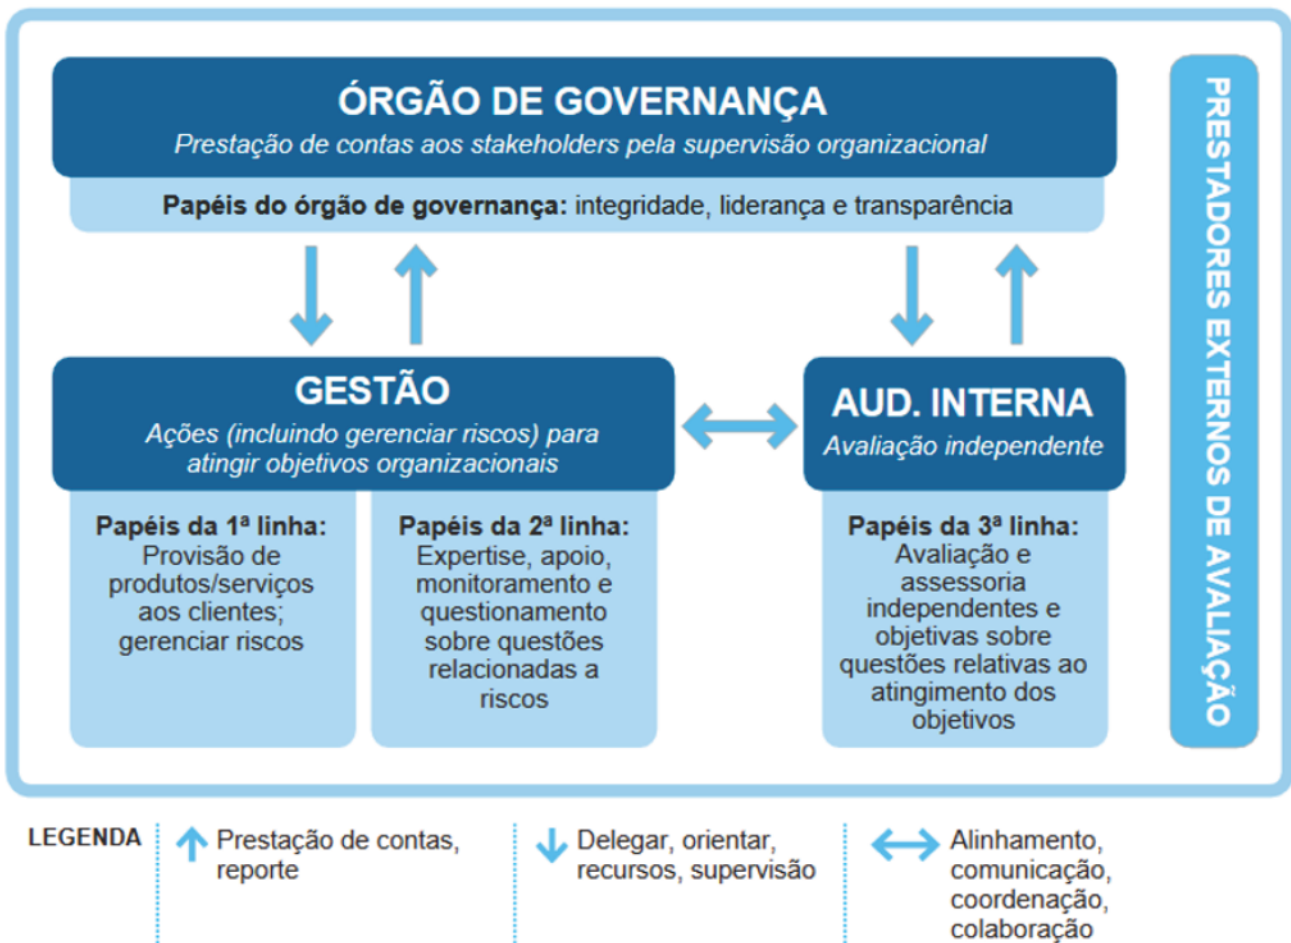 ÓRGÃO DE GOVERNANÇA
Prestação de contas aos stakeholders pela supervisão organizacional
Papéis do órgão de governança: integridade, liderança e transparência
GESTÃO
Ações (incluindo gerenciar riscos) para
atingir objetivos organizacionais
Papéis da 1ª linha:
Provisão de
produtos/serviços
aos clientes;
gerenciar riscos
Papéis da 2ª linha:
Expertise, apoio,
monitoramento e
questionamento
sobre questões
relacionadas a
riscos
AUD. INTERNA
Avaliação independente
Papéis da 3ª linha:
Avaliação e
assessoria
independentes e
objetivas sobre
questões relativas ao
atingimento dos
objetivos
PRESTADORES EXTERNOS DE AVALIAÇÃO
LEGENDA
Prestação de contas,
reporte
Delegar, orientar,
recursos, supervisão
Alinhamento,
comunicação,
coordenação,
colaboração